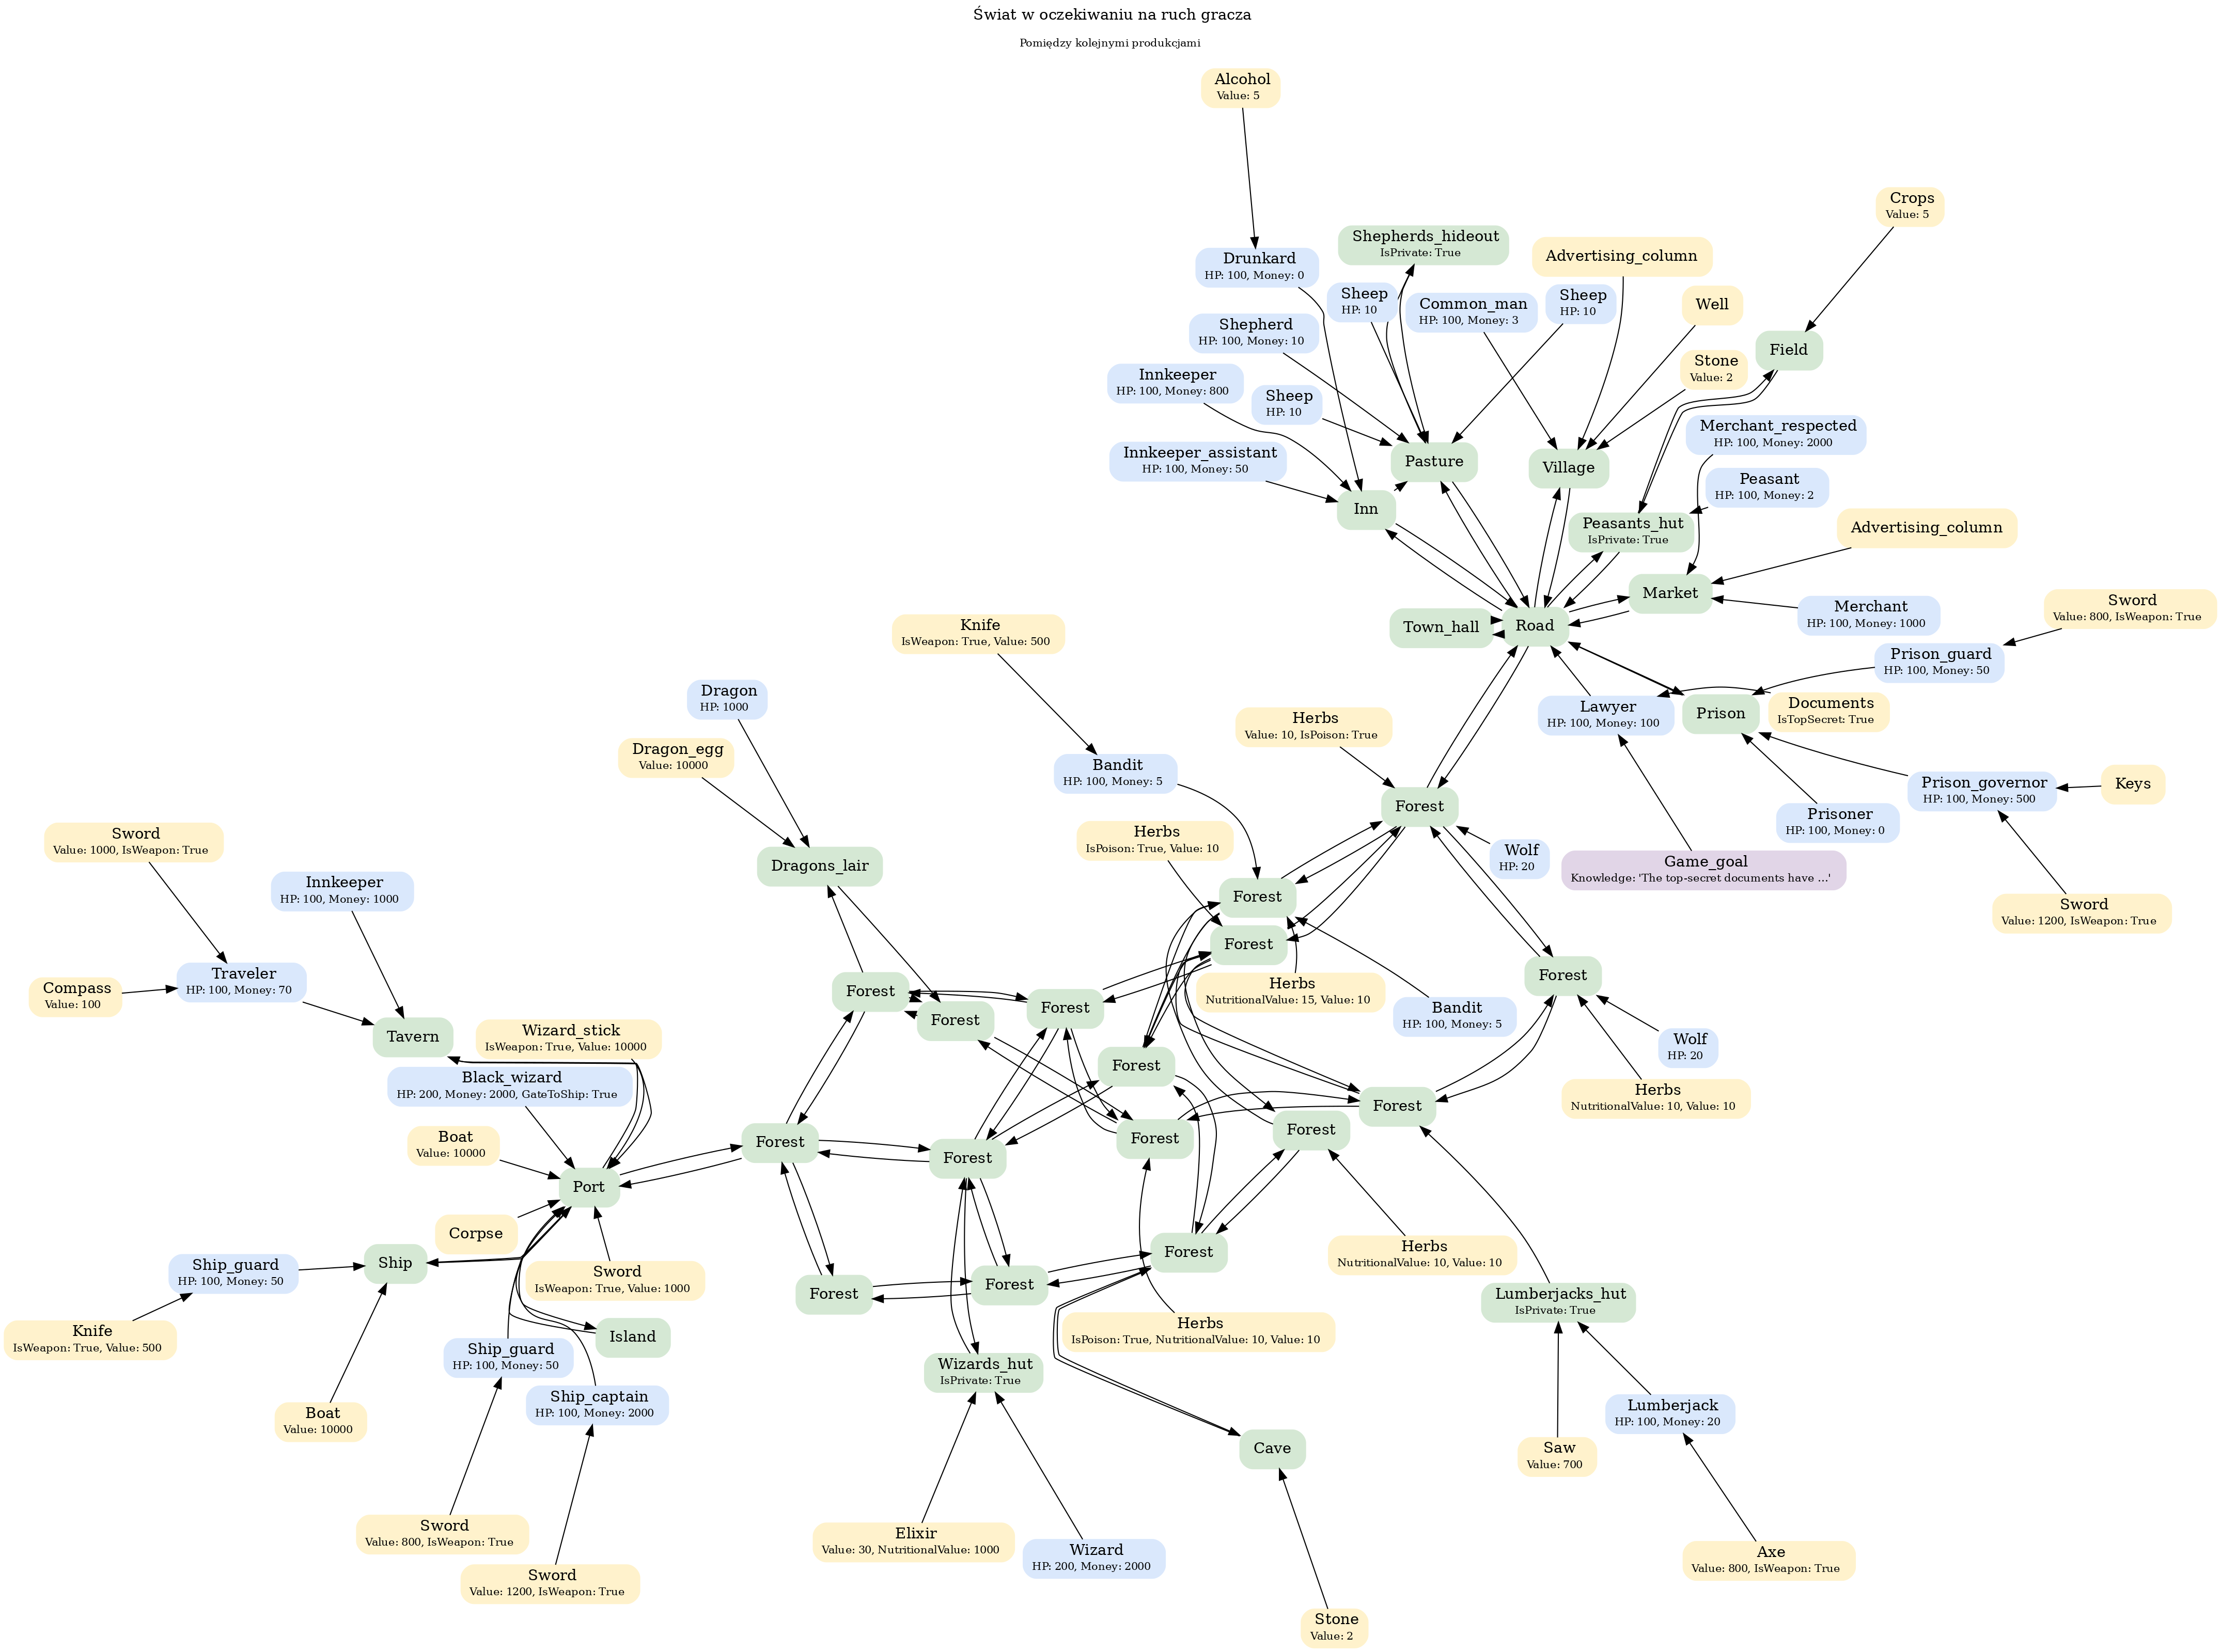 Świat w oczekiwaniu na ruch gracza
Pomiędzy kolejnymi produkcjami
Alcohol
Value: 5
Crops
Value: 5
Shepherds_hideout
IsPrivate: True
Advertising_column
Drunkard
HP: 100, Money: 0
Sheep
HP: 10
Common_man
HP: 100, Money: 3
Sheep
HP: 10
Well
Shepherd
HP: 100, Money: 10
Field
Stone
Value: 2
Innkeeper
HP: 100, Money: 800
Sheep
HP: 10
Merchant_respected
HP: 100, Money: 2000
Innkeeper_assistant
HP: 100, Money: 50
Pasture
Village
Peasant
HP: 100, Money: 2
Inn
Peasants_hut
IsPrivate: True
Advertising_column
Market
Knife
IsWeapon: True, Value: 500
Town_hall
Road
Merchant
HP: 100, Money: 1000
Sword
Value: 800, IsWeapon: True
Prison_guard
HP: 100, Money: 50
Dragon
HP: 1000
Herbs
Value: 10, IsPoison: True
Lawyer
HP: 100, Money: 100
Prison
Documents
IsTopSecret: True
Dragon_egg
Value: 10000
Bandit
HP: 100, Money: 5
Forest
Prison_governor
HP: 100, Money: 500
Keys
Sword
Value: 1000, IsWeapon: True
Herbs
IsPoison: True, Value: 10
Prisoner
HP: 100, Money: 0
Innkeeper
HP: 100, Money: 1000
Dragons_lair
Wolf
HP: 20
Game_goal
Knowledge: 'The top-secret documents have ...'
Forest
Sword
Value: 1200, IsWeapon: True
Forest
Compass
Value: 100
Traveler
HP: 100, Money: 70
Forest
Herbs
NutritionalValue: 15, Value: 10
Forest
Tavern
Wizard_stick
IsWeapon: True, Value: 10000
Forest
Forest
Bandit
HP: 100, Money: 5
Wolf
HP: 20
Black_wizard
HP: 200, Money: 2000, GateToShip: True
Forest
Forest
Herbs
NutritionalValue: 10, Value: 10
Boat
Value: 10000
Forest
Forest
Forest
Forest
Port
Corpse
Ship_guard
HP: 100, Money: 50
Ship
Sword
IsWeapon: True, Value: 1000
Forest
Forest
Forest
Herbs
NutritionalValue: 10, Value: 10
Lumberjacks_hut
IsPrivate: True
Knife
IsWeapon: True, Value: 500
Ship_guard
HP: 100, Money: 50
Island
Herbs
IsPoison: True, NutritionalValue: 10, Value: 10
Wizards_hut
IsPrivate: True
Boat
Value: 10000
Ship_captain
HP: 100, Money: 2000
Lumberjack
HP: 100, Money: 20
Cave
Saw
Value: 700
Sword
Value: 800, IsWeapon: True
Elixir
Value: 30, NutritionalValue: 1000
Wizard
HP: 200, Money: 2000
Axe
Value: 800, IsWeapon: True
Sword
Value: 1200, IsWeapon: True
Stone
Value: 2